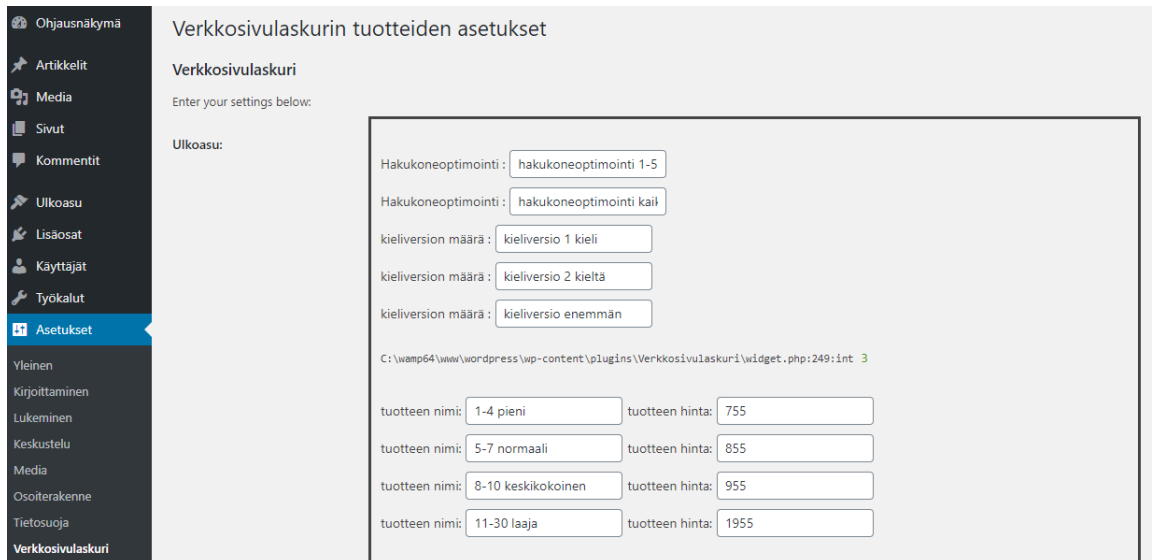 Ohjausnäkymä
Artikkelit
Media
Sivut
Kommentit
Ulkoasu
Lisäosat
Käyttäjät
Työkalut
Asetukset
Yleinen
Kirjoittaminen
Lukeminen
Keskustelu
Media
Osoiterakenne
Tietosuoja
Verkkosivulaskuri
Verkkosivulaskurin tuotteiden asetukset
Verkkosivulaskuri
Enter your settings below:
Ulkoasu:
Hakukoneoptimointi : hakukoneoptimointi 1-5
Hakukoneoptimointi : hakukoneoptimointi kaik
kieliversion määrä : kieliversio 1 kieli
kieliversion määrä : kieliversio 2 kieltä
kieliversion määrä : kieliversio enemmän
C:\wamp64\www\wordpress\wp-content\plugins\Verkkosivulaskuri\widget.php:249:int 3
tuotteen nimi: 1-4 pieni tuotteen hinta: 755
tuotteen nimi: 5-7 normaali tuotteen hinta: 855
tuotteen nimi: 8-10 keskikokoinen tuotteen hinta: 955
tuotteen nimi: 11-30 laaja tuotteen hinta: 1955